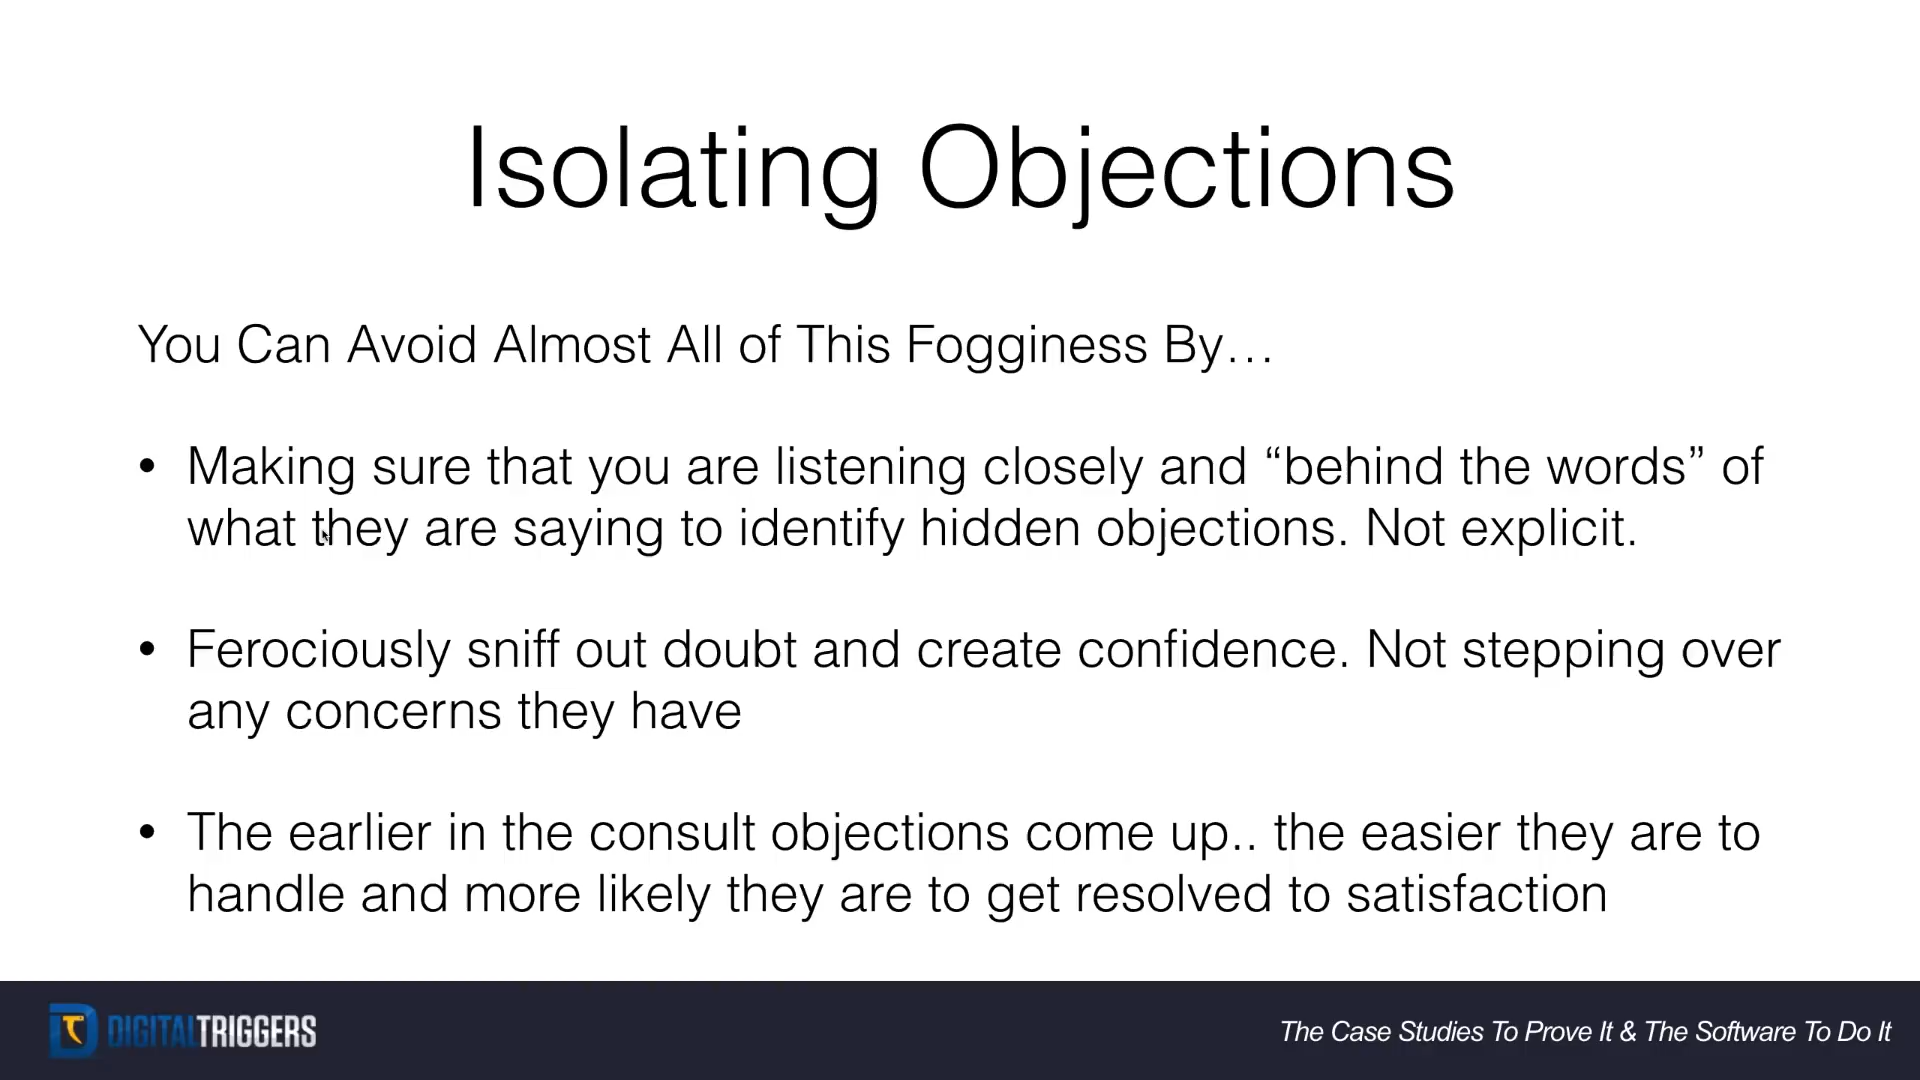 Isolating Objections
You Can Avoid Almost All of This Fogginess By…
• Making sure that you are listening closely and “behind the words” of
what they are saying to identify hidden objections. Not explicit.
• Ferociously sniff out doubt and create confidence. Not stepping over
any concerns they have
• The earlier in the consult objections come up.. the easier they are to
handle and more likely they are to get resolved to satisfaction
DIGITALTRIGGERS
The Case Studies To Prove It & The Software To Do It